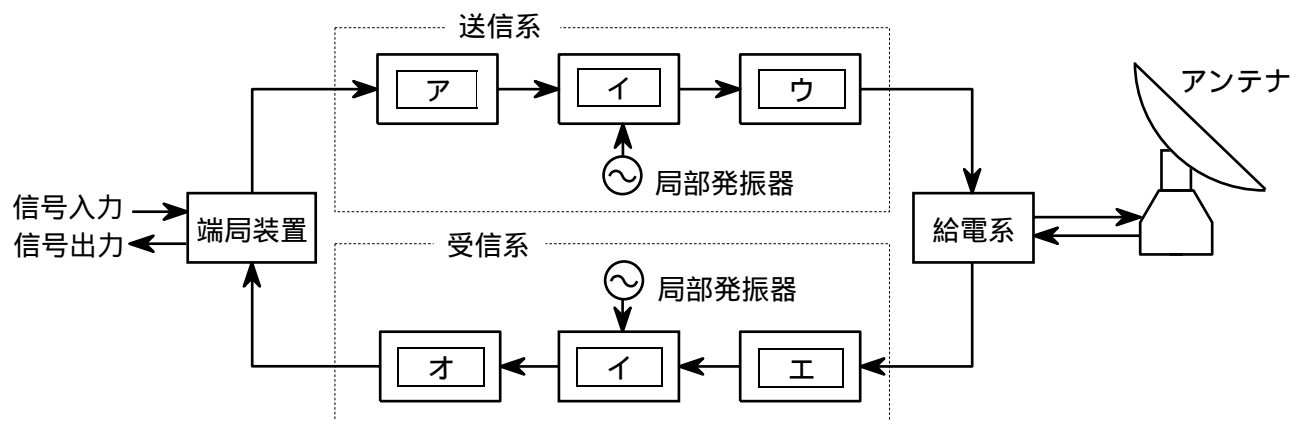 送信系
ア
イ
ウ
アンテナ
局部発振器
信号入力
信号出力
端局装置
給電系
受信系
局部発振器
オ
イ
エ